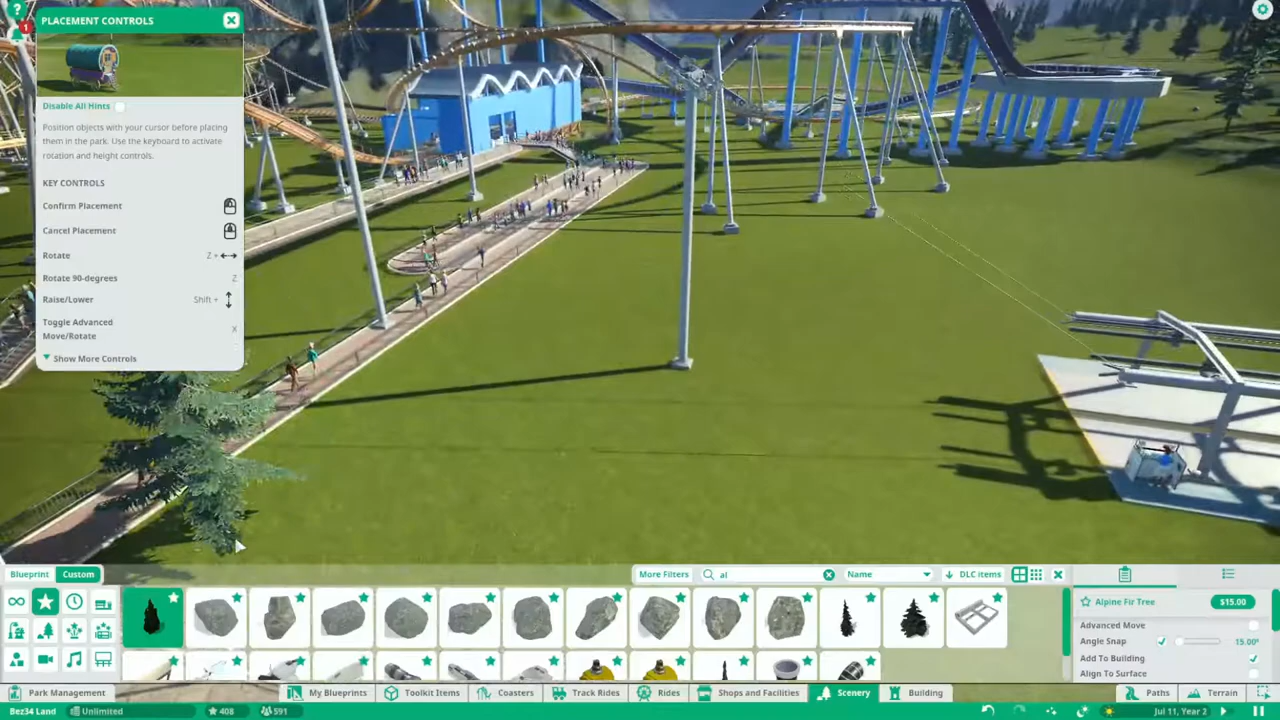 ?
1
PLACEMENT CONTROLS
Disable All Hints
Position objects with your cursor before placing
them in the park. Use the keyboard to activate
rotation and height controls.
KEY CONTROLS
Confirm Placement
Cancel Placement
Rotate Z +
Rotate 90-degrees Z
Raise/Lower Shift +
Toggle Advanced
Move/Rotate X
Show More Controls
Blueprint Custom More Filters al Name DLC items
Alpine Fir Tree $15.00
Advanced Move
Angle Snap 15.00°
Add To Building
Align To Surface
Park Management My Blueprints Toolkit Items Coasters Track Rides Rides Shops and Facilities Scenery Building Paths Terrain
Bez34 Land Unlimited 408 591 Jul 11, Year 2